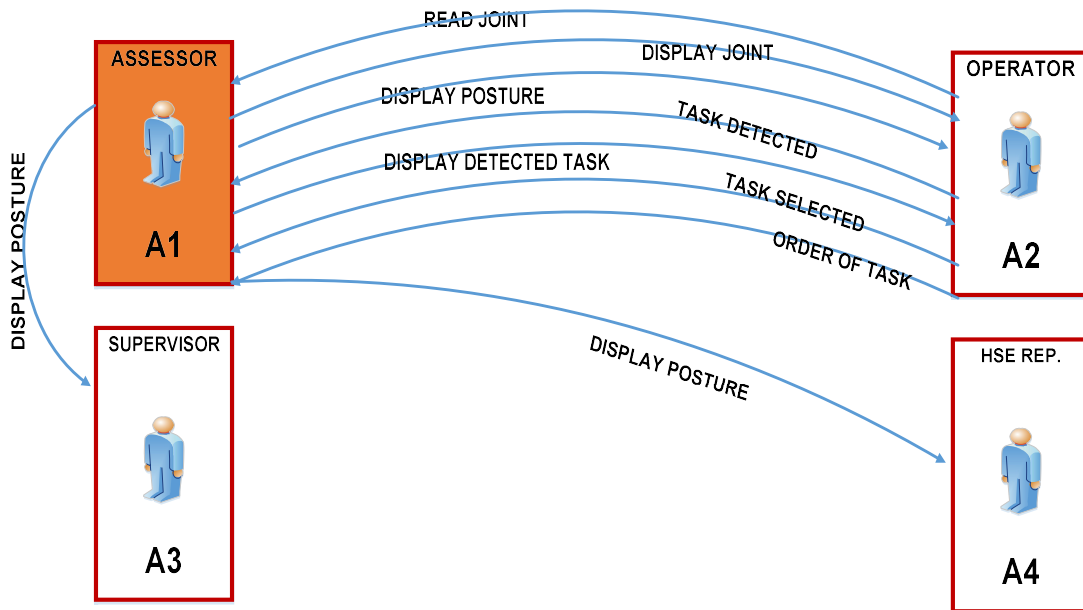 READ JOINT
ASSESSOR
DISPLAY JOINT
OPERATOR
DISPLAY POSTURE
TASK DETECTED
DISPLAY DETECTED TASK
TASK SELECTED
A1
ORDER OF TASK
A2
DISPLAY POSTURE
SUPERVISOR
DISPLAY POSTURE
HSE REP.
A3
A4